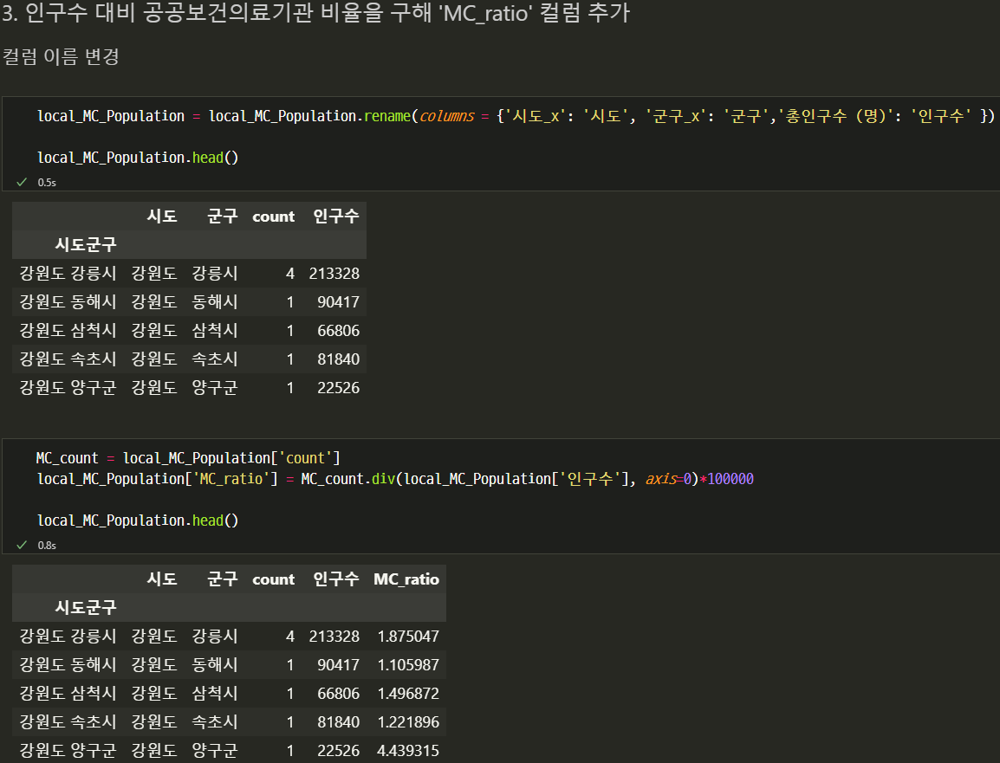 3. 인구수 대비 공공보건의료기관 비율을 구해 'MC_ratio' 컬럼 추가
컬럼 이름 변경
local_MC_Population = local_MC_Population.rename(columns = {'시도_x': '시도', '군구_x': '군구','총인구수 (명)': '인구수' })
local_MC_Population.head()
✓ 0.5s
시도 군구 count 인구수
시도군구
강원도 강릉시 강원도 강릉시 4 213328
강원도 동해시 강원도 동해시 1 90417
강원도 삼척시 강원도 삼척시 1 66806
강원도 속초시 강원도 속초시 1 81840
강원도 양구군 강원도 양구군 1 22526
MC_count = local_MC_Population['count']
local_MC_Population['MC_ratio'] = MC_count.div(local_MC_Population['인구수'], axis=0)*100000
local_MC_Population.head()
✓ 0.8s
시도 군구 count 인구수 MC_ratio
시도군구
강원도 강릉시 강원도 강릉시 4 213328 1.875047
강원도 동해시 강원도 동해시 1 90417 1.105987
강원도 삼척시 강원도 삼척시 1 66806 1.496872
강원도 속초시 강원도 속초시 1 81840 1.221896
강원도 양구군 강원도 양구군 1 22526 4.439315